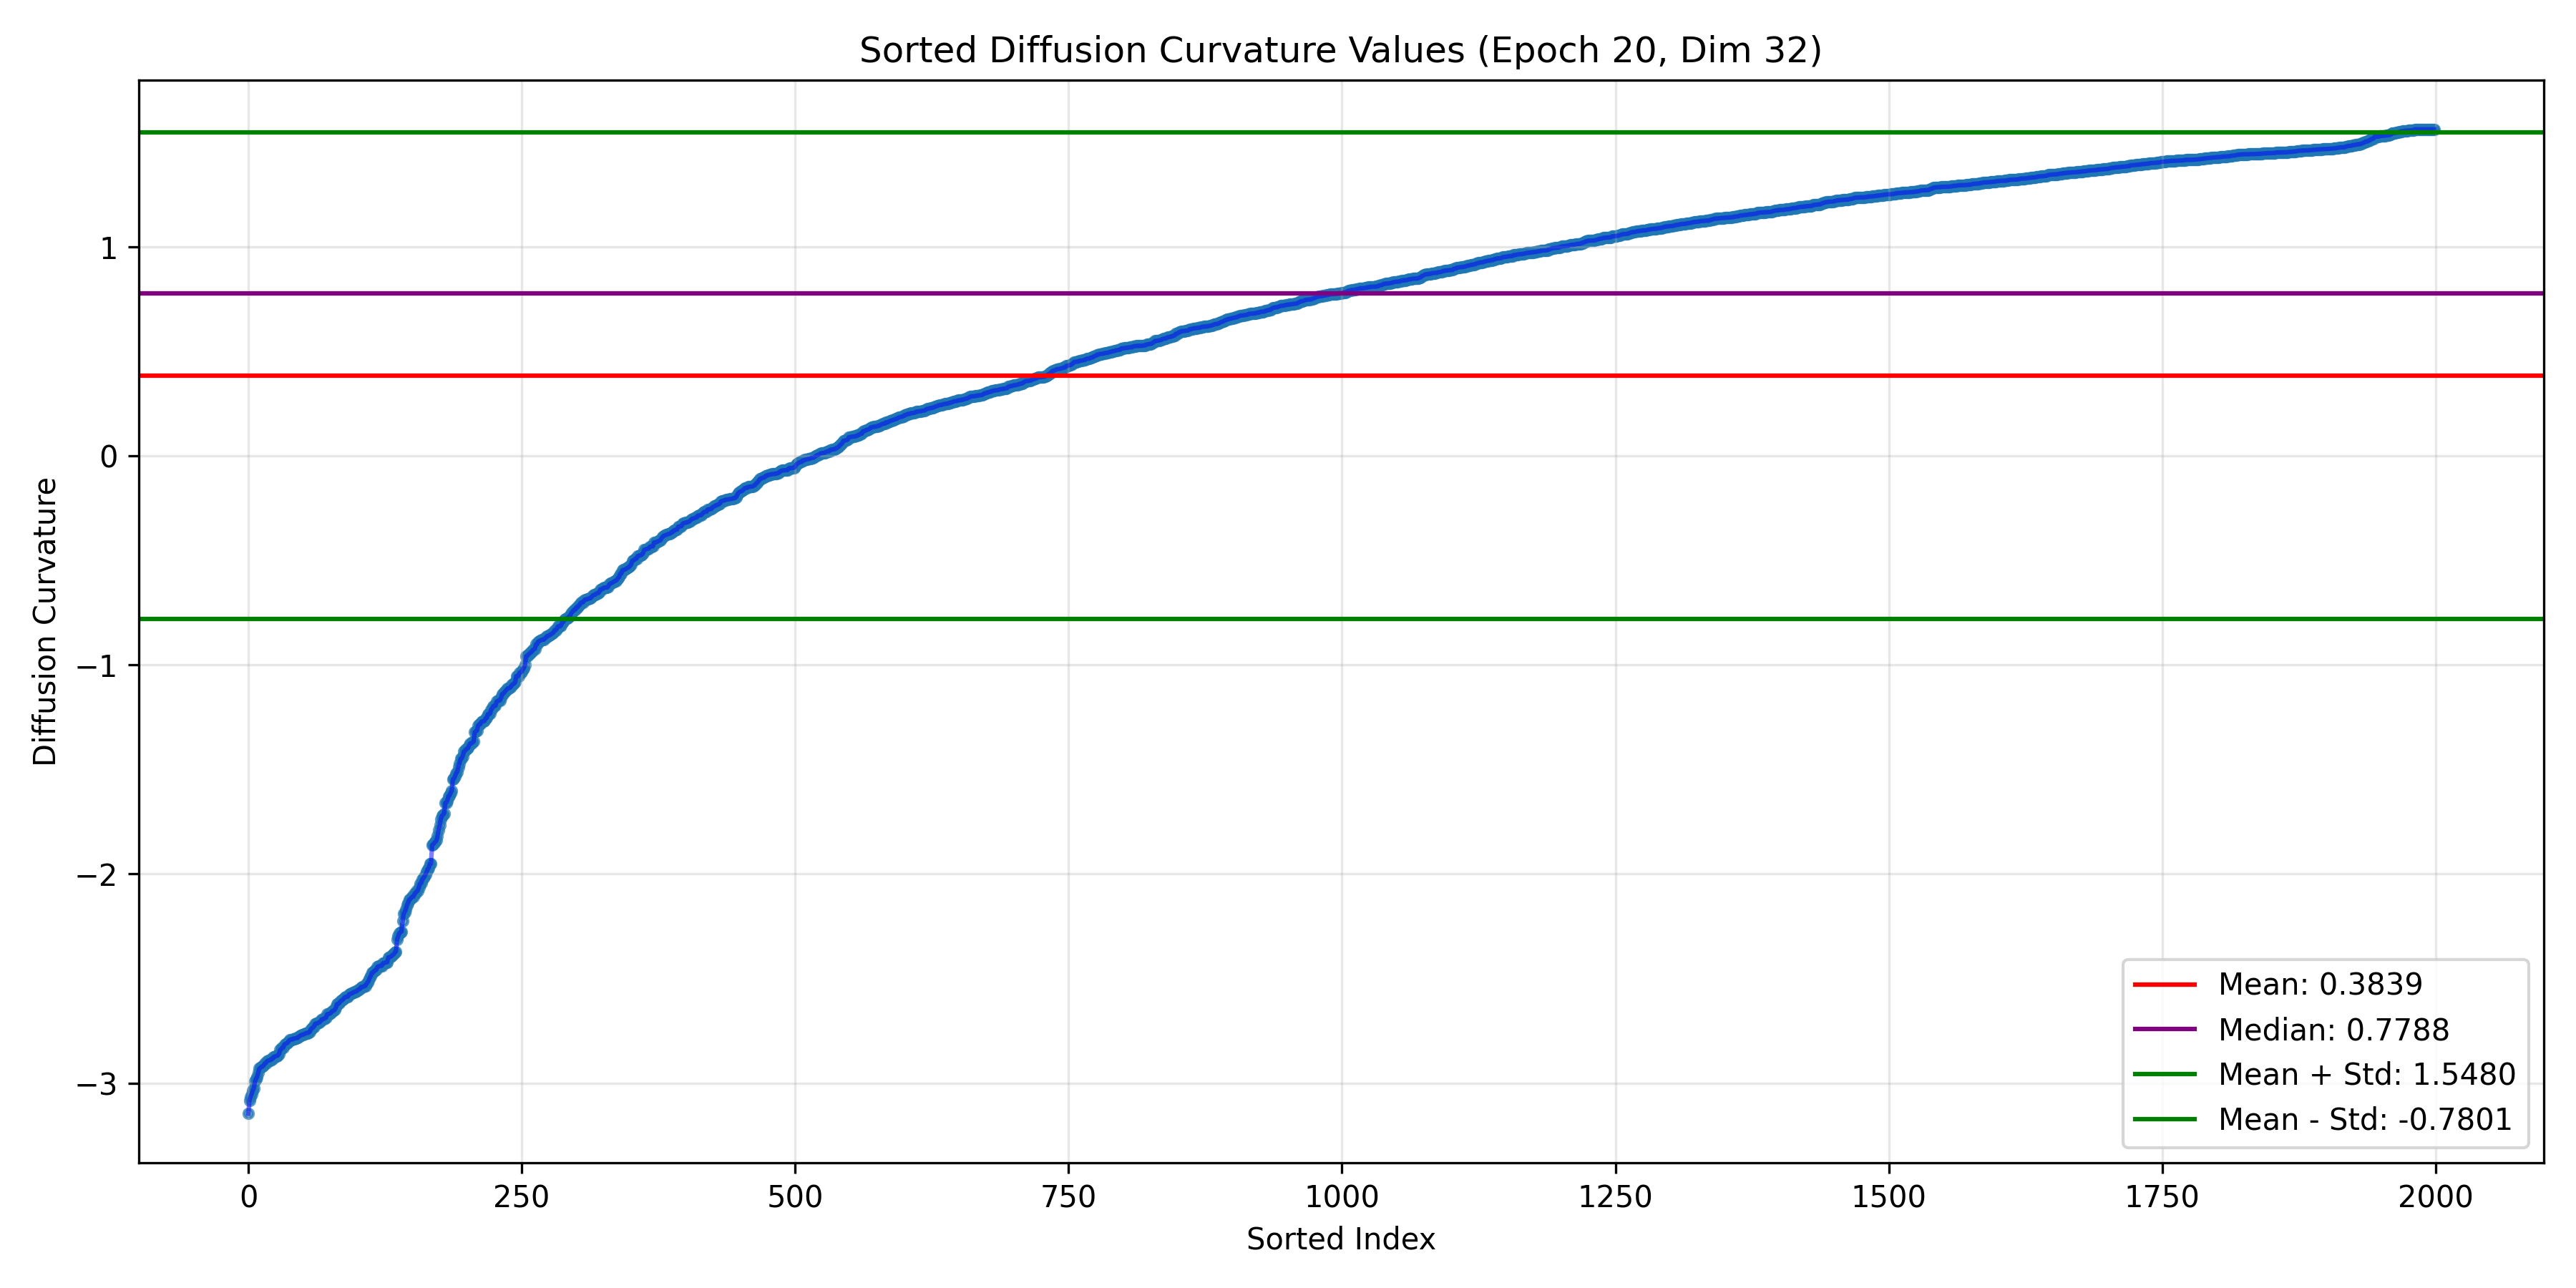 Sorted Diffusion Curvature Values (Epoch 20, Dim 32)
Diffusion Curvature
1
0
−1
−2
−3
Mean: 0.3839
Median: 0.7788
Mean + Std: 1.5480
Mean - Std: -0.7801
0 250 500 750 1000 1250 1500 1750 2000
Sorted Index